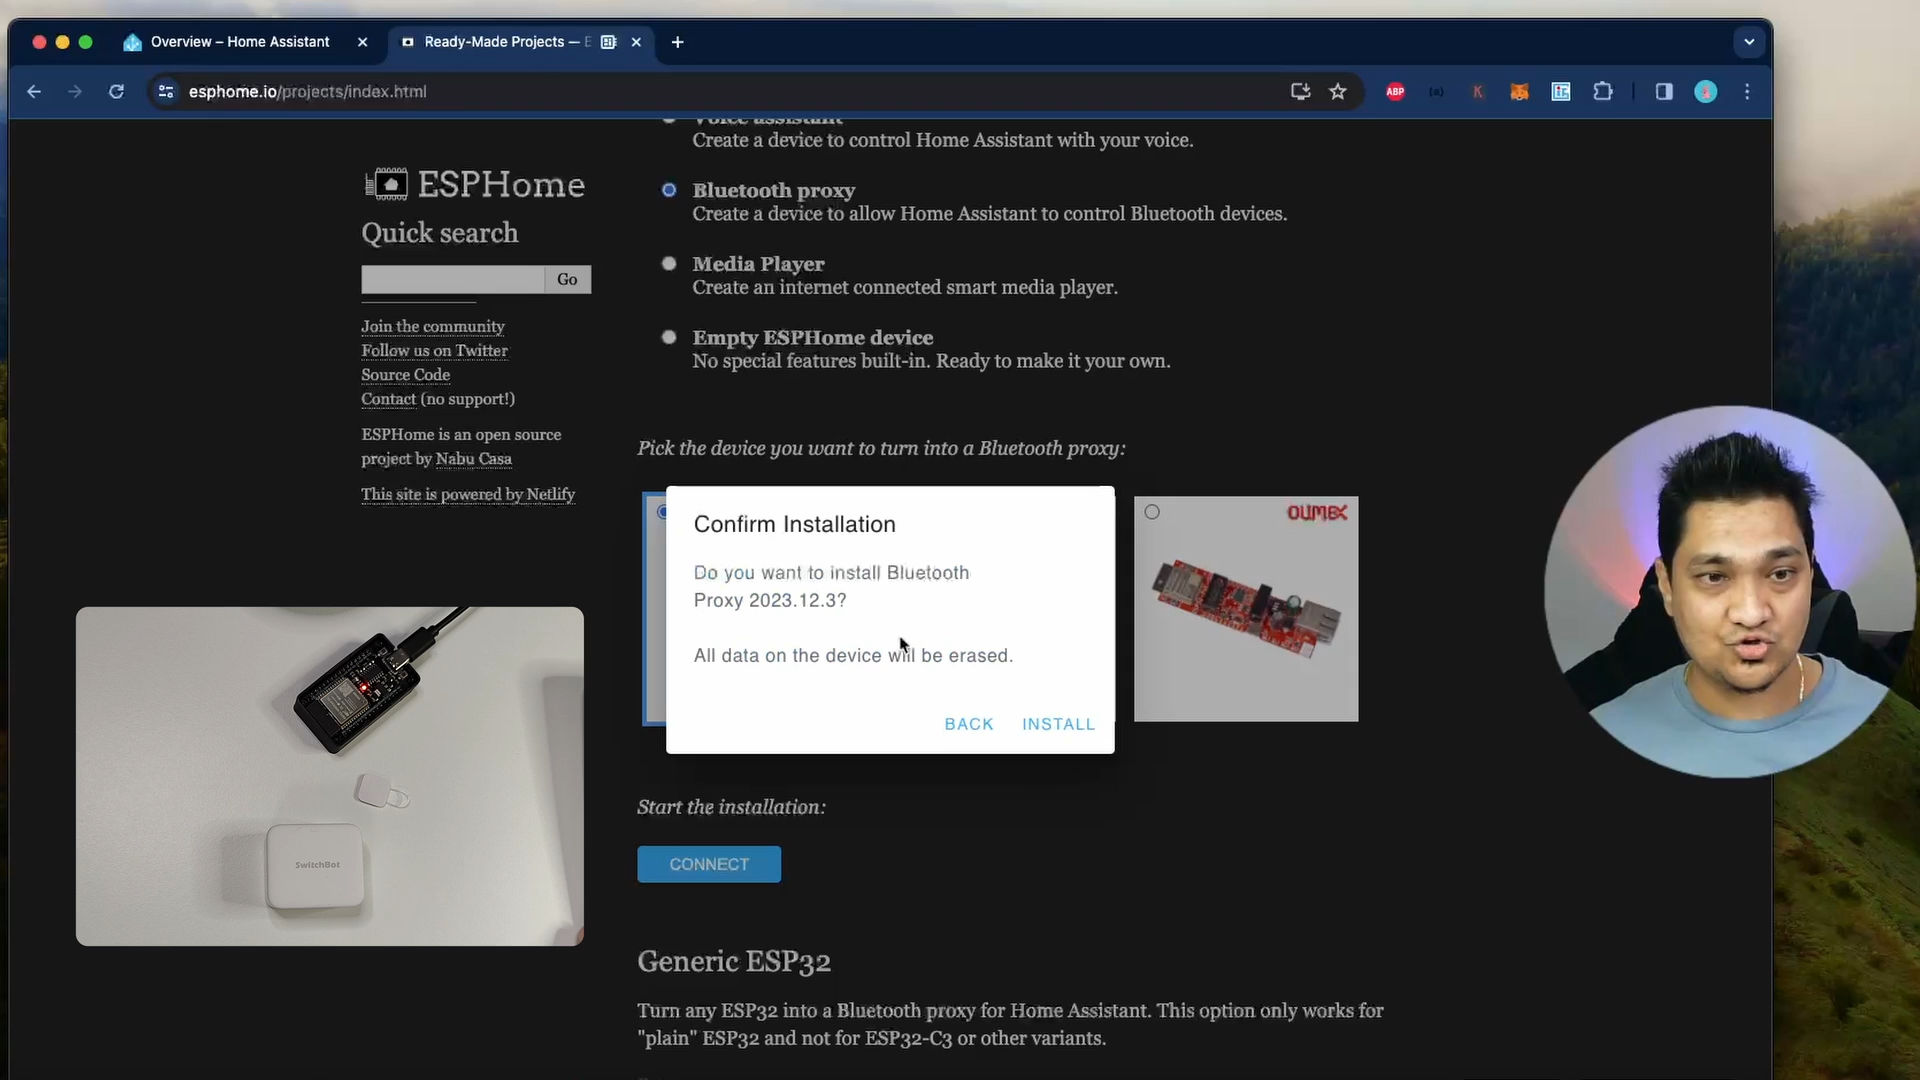 Overview – Home Assistant
Ready-Made Projects — E
esphome.io/projects/index.html
ABP
K
Voice assistant
Create a device to control Home Assistant with your voice.
ESPHome
Quick search
Go
Join the community
Follow us on Twitter
Source Code
Contact (no support!)
ESPHome is an open source
project by Nabu Casa
This site is powered by Netlify
Bluetooth proxy
Create a device to allow Home Assistant to control Bluetooth devices.
Media Player
Create an internet connected smart media player.
Empty ESPHome device
No special features built-in. Ready to make it your own.
Pick the device you want to turn into a Bluetooth proxy:
Confirm Installation
Do you want to install Bluetooth
Proxy 2023.12.3?
All data on the device will be erased.
BACK INSTALL
OLIMEX
SwitchBot
Start the installation:
CONNECT
Generic ESP32
Turn any ESP32 into a Bluetooth proxy for Home Assistant. This option only works for
"plain" ESP32 and not for ESP32-C3 or other variants.